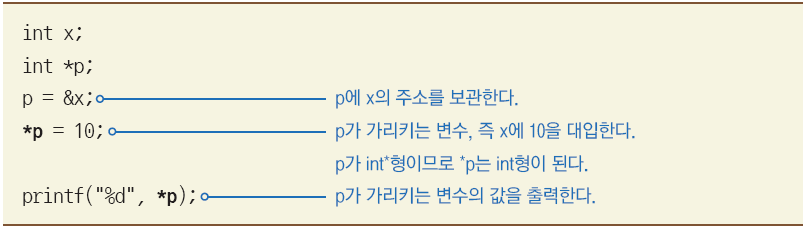 int x;
int *p;
p = &x; p에 x의 주소를 보관한다.
*p = 10; p가 가리키는 변수, 즉 x에 10을 대입한다.
p가 int*형이므로 *p는 int형이 된다.
printf("%d", *p); p가 가리키는 변수의 값을 출력한다.